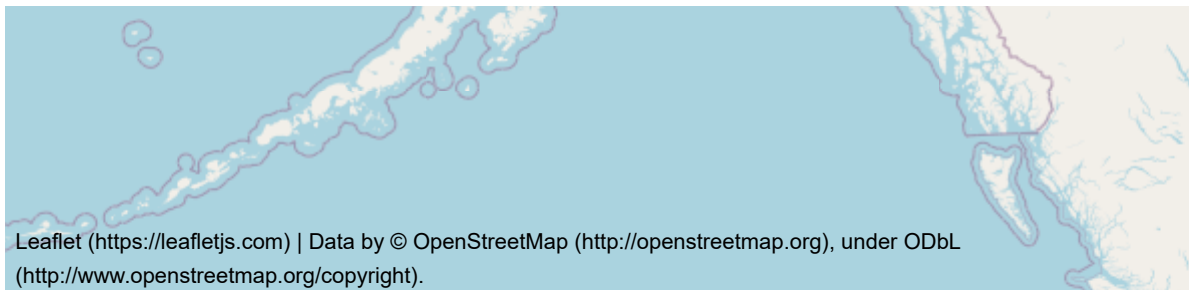 Leaflet (https://leafletjs.com) | Data by © OpenStreetMap (http://openstreetmap.org), under ODbL
(http://www.openstreetmap.org/copyright).